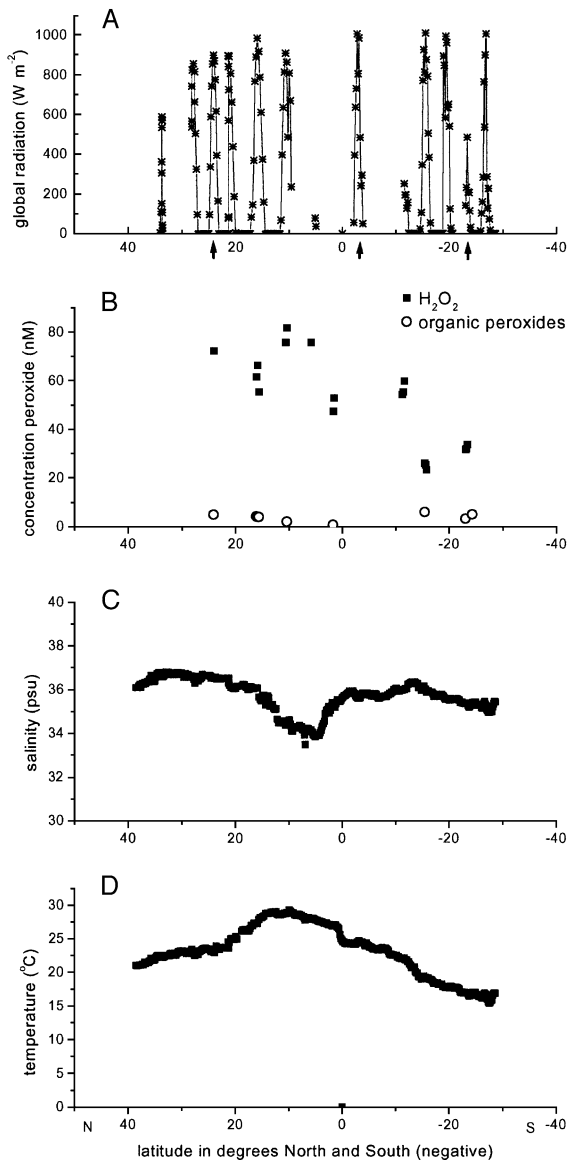 A
global radiation (W m⁻²)
1000
800
600
400
200
0
40 20 0 -20 -40
B
■ H₂O₂
○ organic peroxides
concentration peroxide (nM)
80
60
40
20
0
40 20 0 -20 -40
C
salinity (psu)
40
38
36
34
32
30
40 20 0 -20 -40
D
temperature (°C)
30
25
20
15
10
5
0
40 20 0 -20 -40
N S
latitude in degrees North and South (negative)